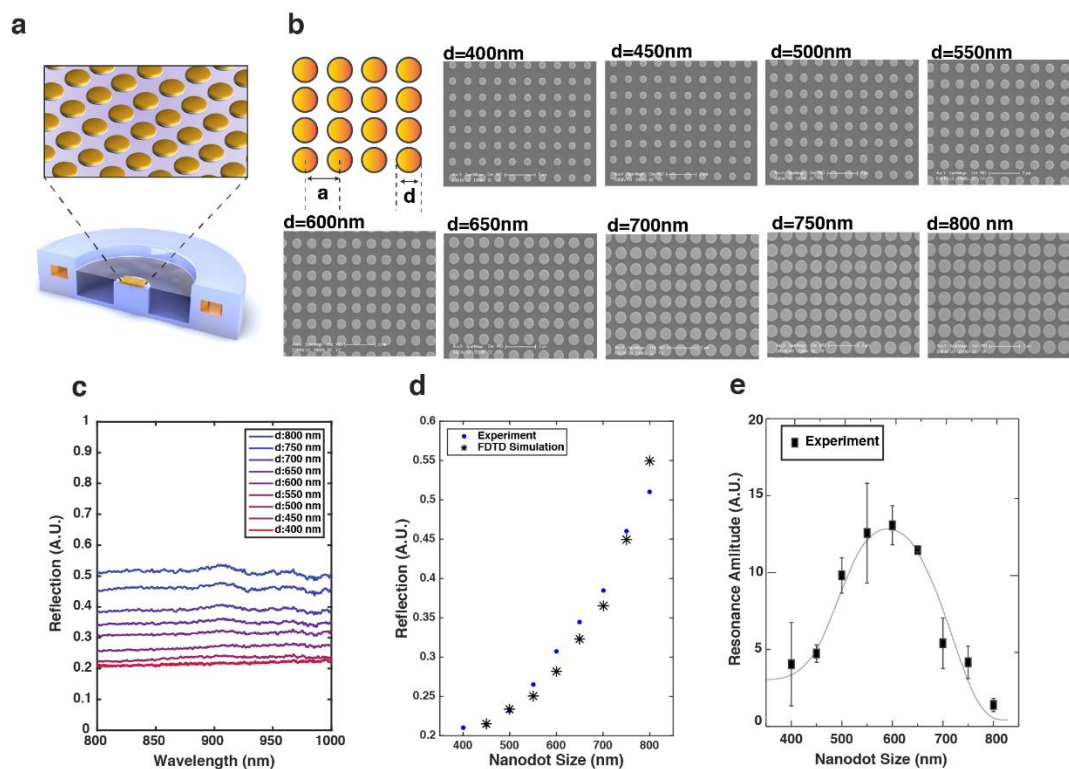 a
b
d=400nm
d=450nm
d=500nm
d=550nm
a
d
d=600nm
d=650nm
d=700nm
d=750nm
d=800 nm
c
Reflection (A.U.)
1
0.9
0.8
0.7
0.6
0.5
0.4
0.3
0.2
0.1
0
d:800 nm
d:750 nm
d:700 nm
d:650 nm
d:600 nm
d:550 nm
d:500 nm
d:450 nm
d:400 nm
800 850 900 950 1000
Wavelength (nm)
d
Reflection (A.U.)
0.6
0.55
0.5
0.45
0.4
0.35
0.3
0.25
0.2
Experiment
FDTD Simulation
400 500 600 700 800
Nanodot Size (nm)
e
Resonance Amlitude (A.U.)
20
15
10
5
0
Experiment
400 500 600 700 800
Nanodot Size (nm)